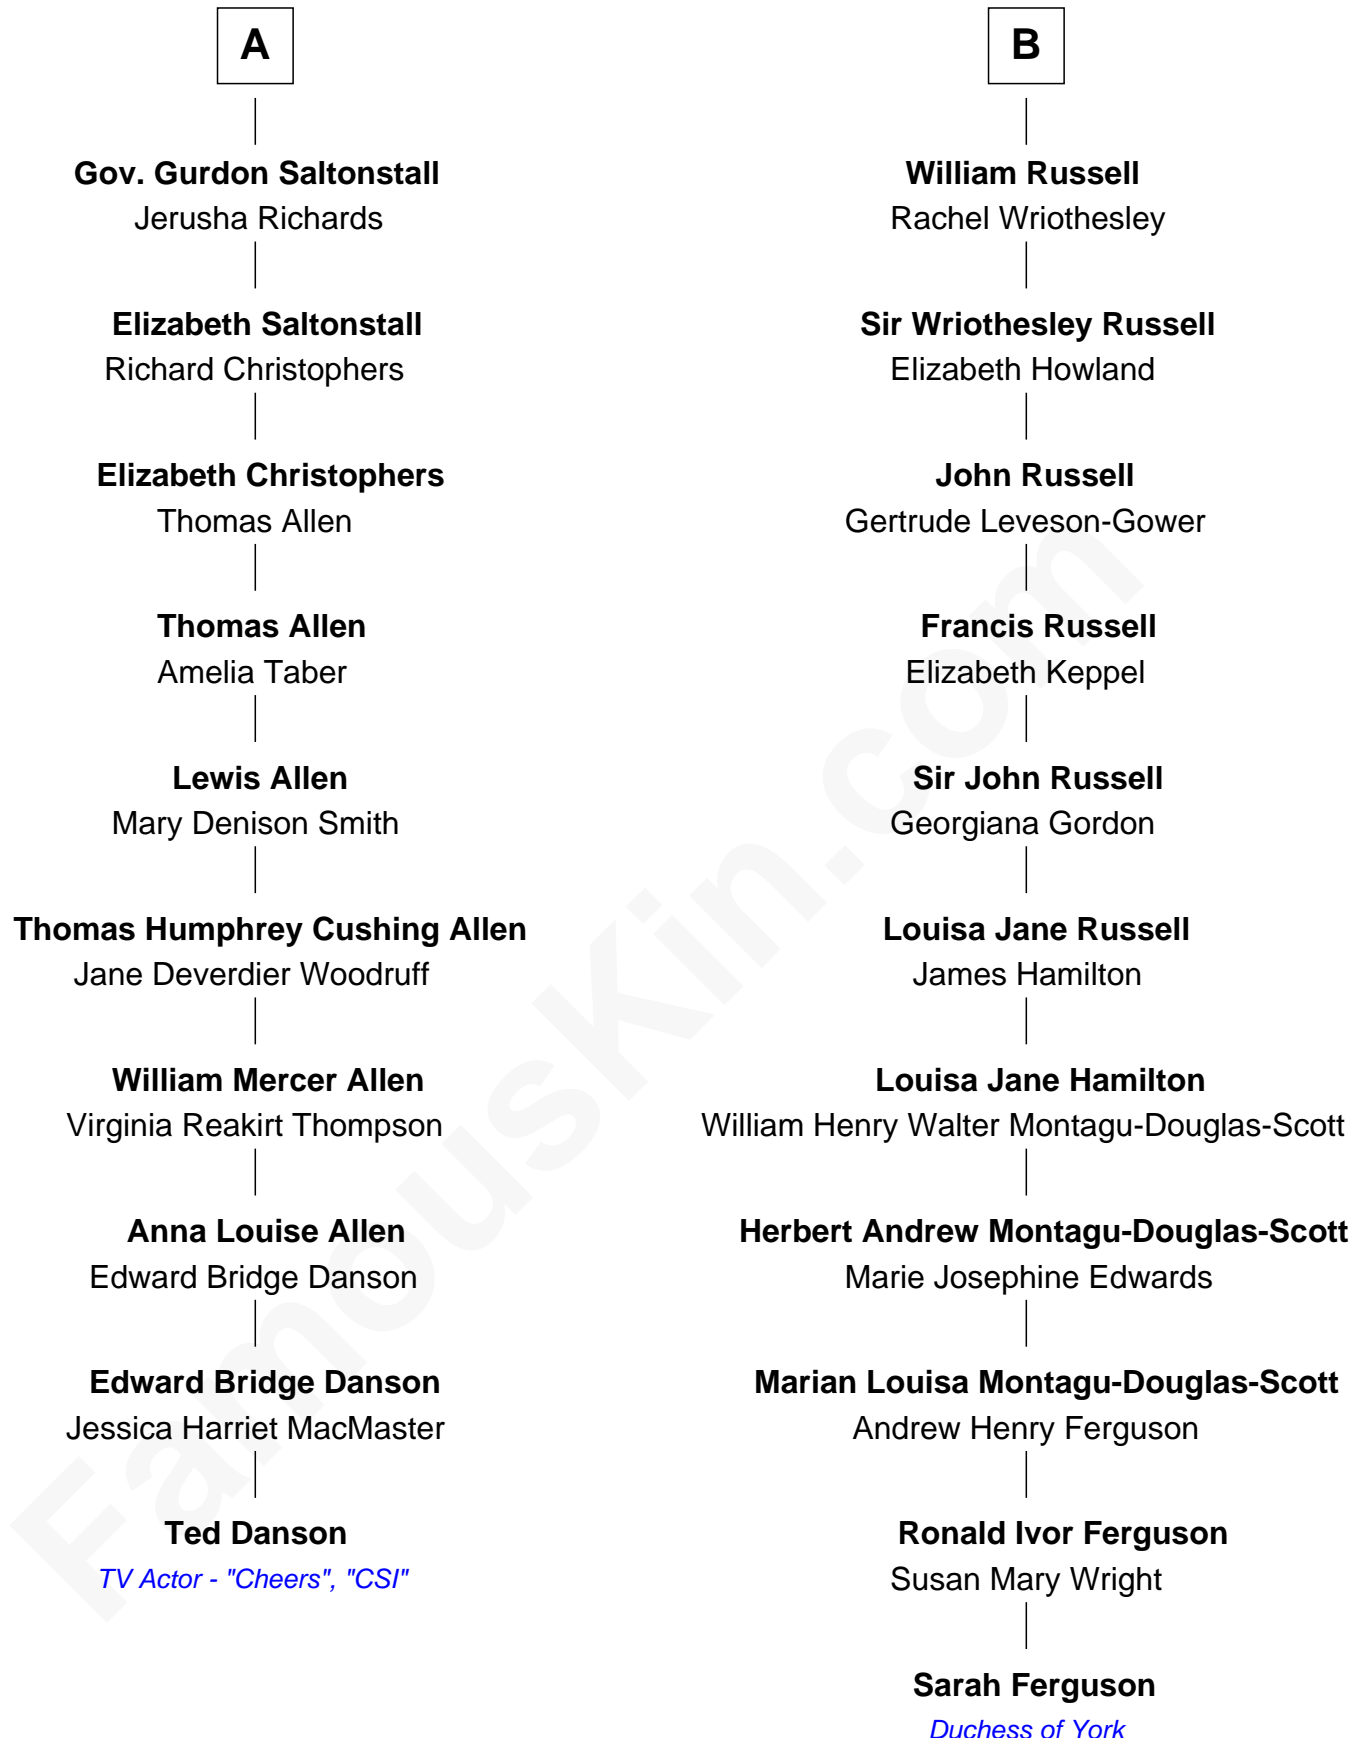 A
Gov. Gurdon Saltonstall
Jerusha Richards
Elizabeth Saltonstall
Richard Christophers
Elizabeth Christophers
Thomas Allen
Thomas Allen
Amelia Taber
Lewis Allen
Mary Denison Smith
Thomas Humphrey Cushing Allen
Jane Deverdier Woodruff
William Mercer Allen
Virginia Reakirt Thompson
Anna Louise Allen
Edward Bridge Danson
Edward Bridge Danson
Jessica Harriet MacMaster
Ted Danson
TV Actor - "Cheers", "CSI"
B
William Russell
Rachel Wriothesley
Sir Wriothesley Russell
Elizabeth Howland
John Russell
Gertrude Leveson-Gower
Francis Russell
Elizabeth Keppel
Sir John Russell
Georgiana Gordon
Louisa Jane Russell
James Hamilton
Louisa Jane Hamilton
William Henry Walter Montagu-Douglas-Scott
Herbert Andrew Montagu-Douglas-Scott
Marie Josephine Edwards
Marian Louisa Montagu-Douglas-Scott
Andrew Henry Ferguson
Ronald Ivor Ferguson
Susan Mary Wright
Sarah Ferguson
Duchess of York
FamousKin.com